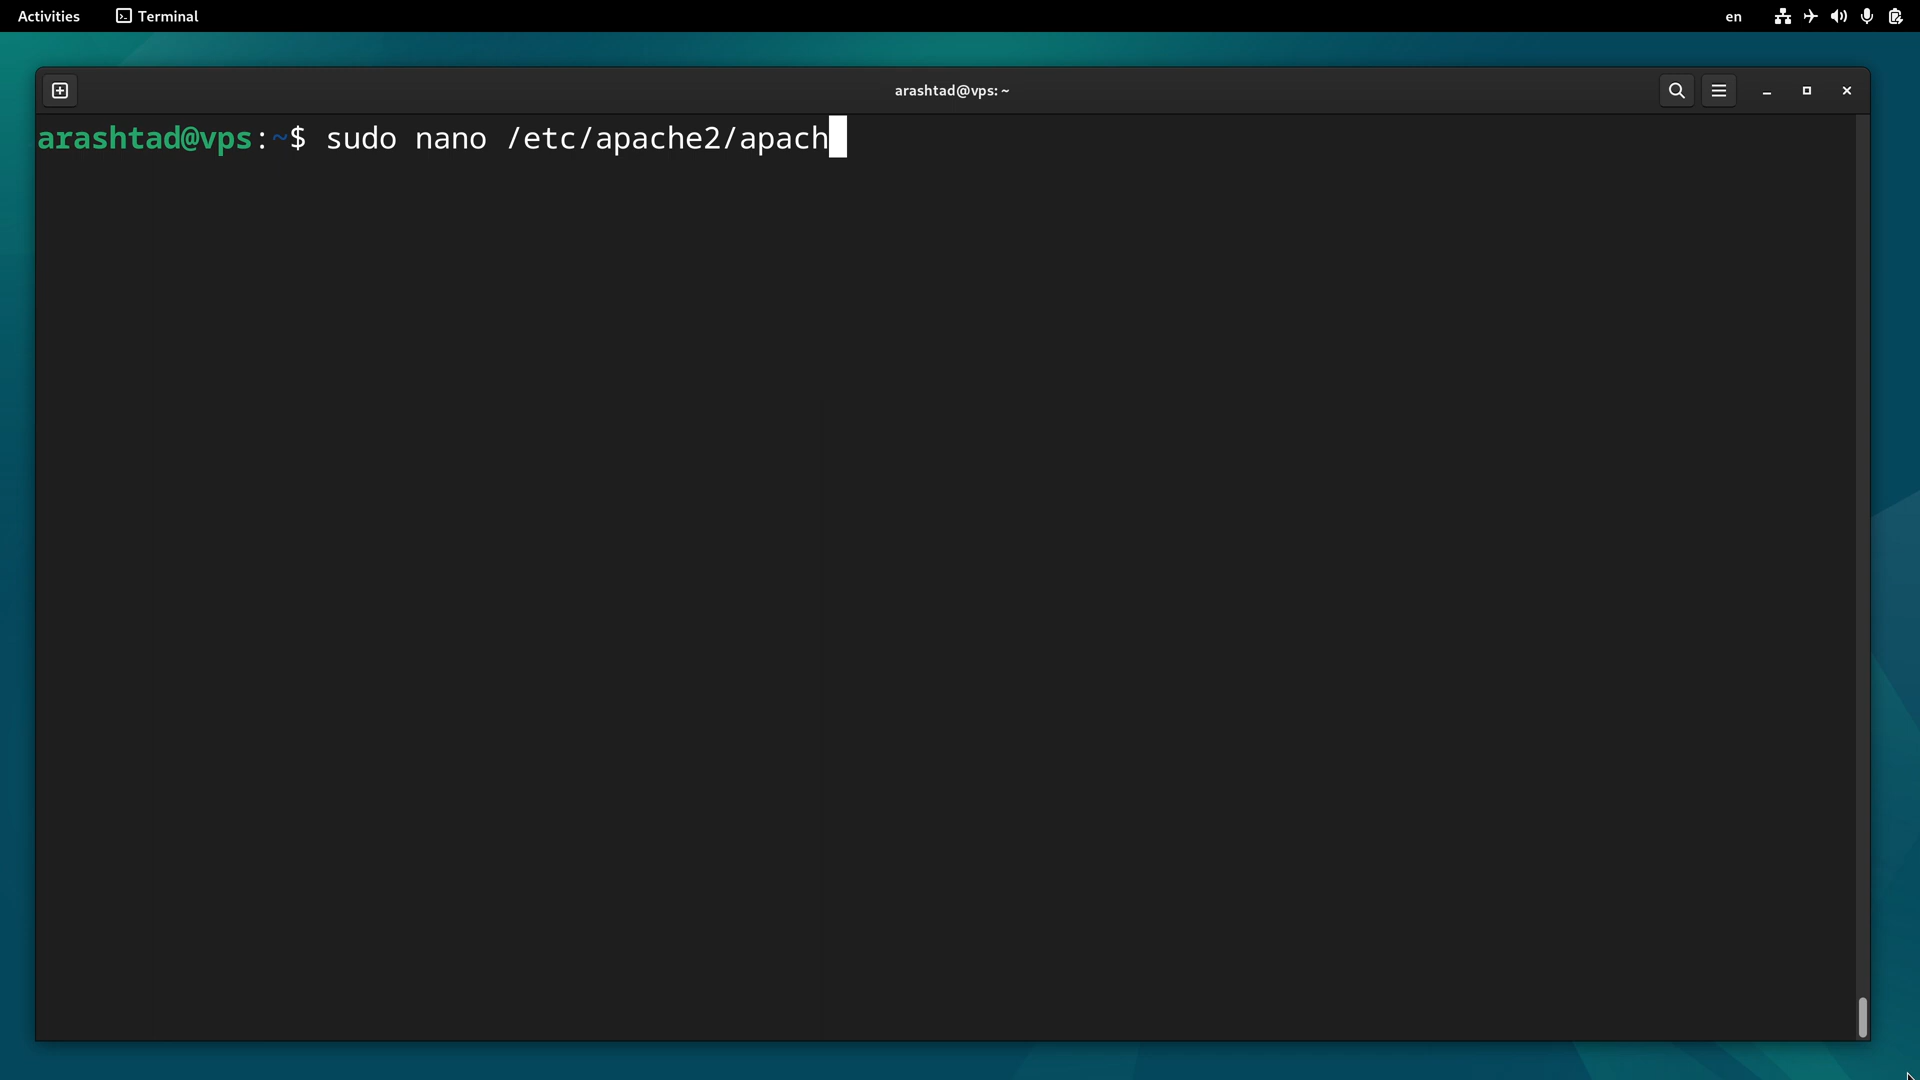 Activities
Terminal
en
arashtad@vps: ~
arashtad@vps:~$ sudo nano /etc/apache2/apach